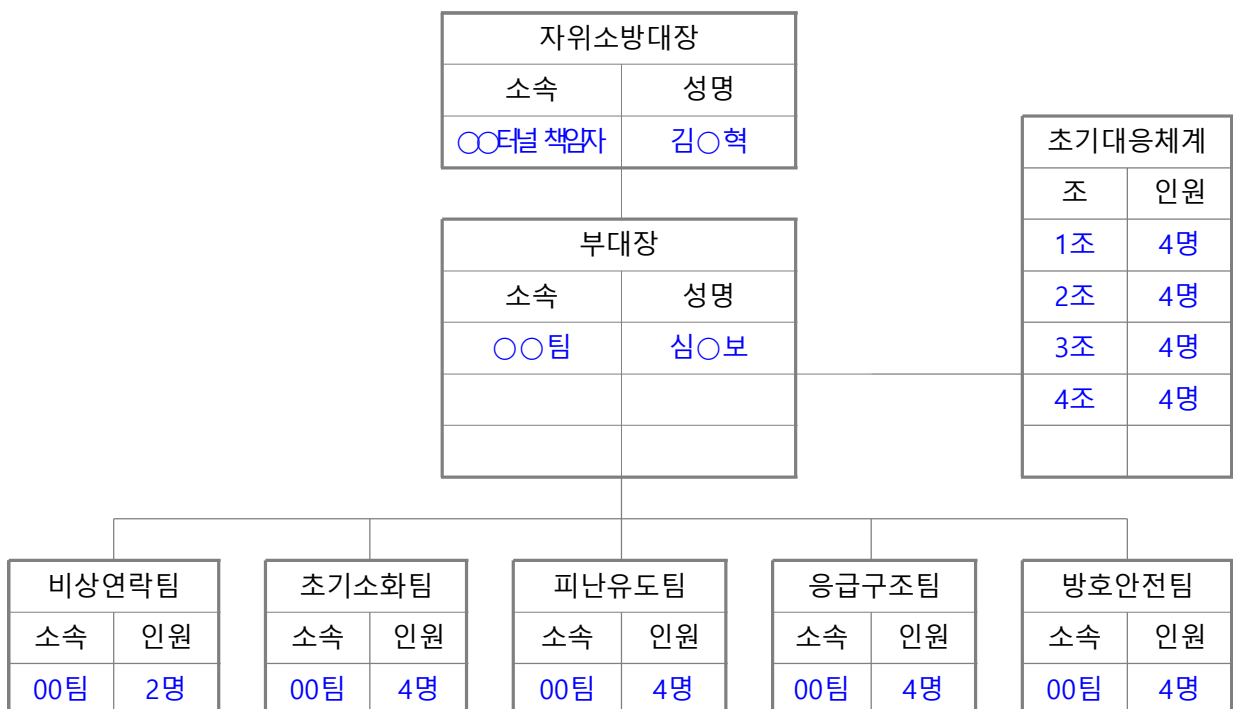 자위소방대장
소속 성명
○○터널 책임자 김○혁
초기대응체계
조 인원
1조 4명
2조 4명
3조 4명
4조 4명
부대장
소속 성명
○○팀 심○보
비상연락팀
소속 인원
00팀 2명
초기소화팀
소속 인원
00팀 4명
피난유도팀
소속 인원
00팀 4명
응급구조팀
소속 인원
00팀 4명
방호안전팀
소속 인원
00팀 4명